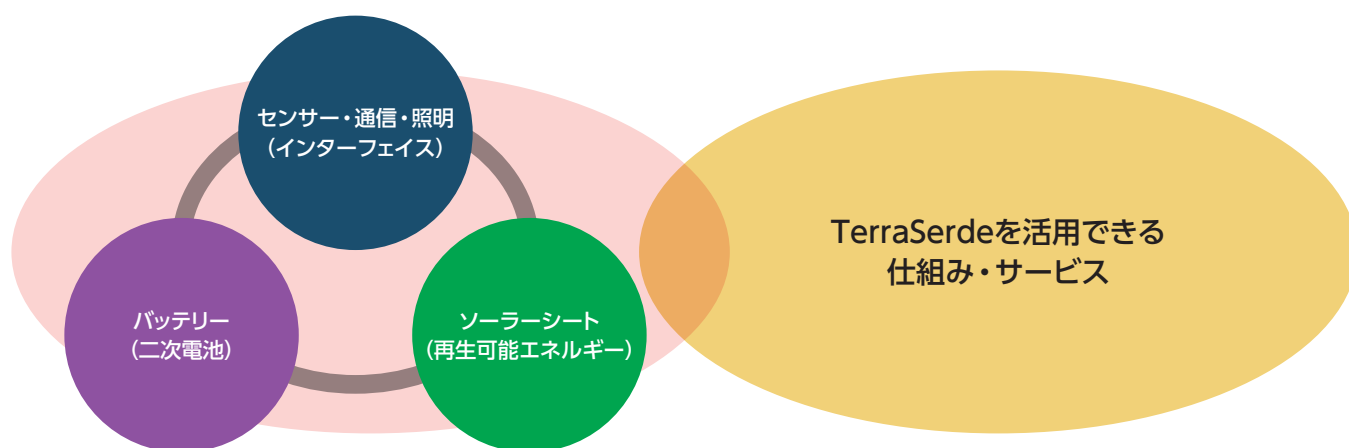 センサー・通信・照明
（インターフェイス）
バッテリー
（二次電池）
ソーラーシート
（再生可能エネルギー）
TerraSerdeを活用できる
仕組み・サービス